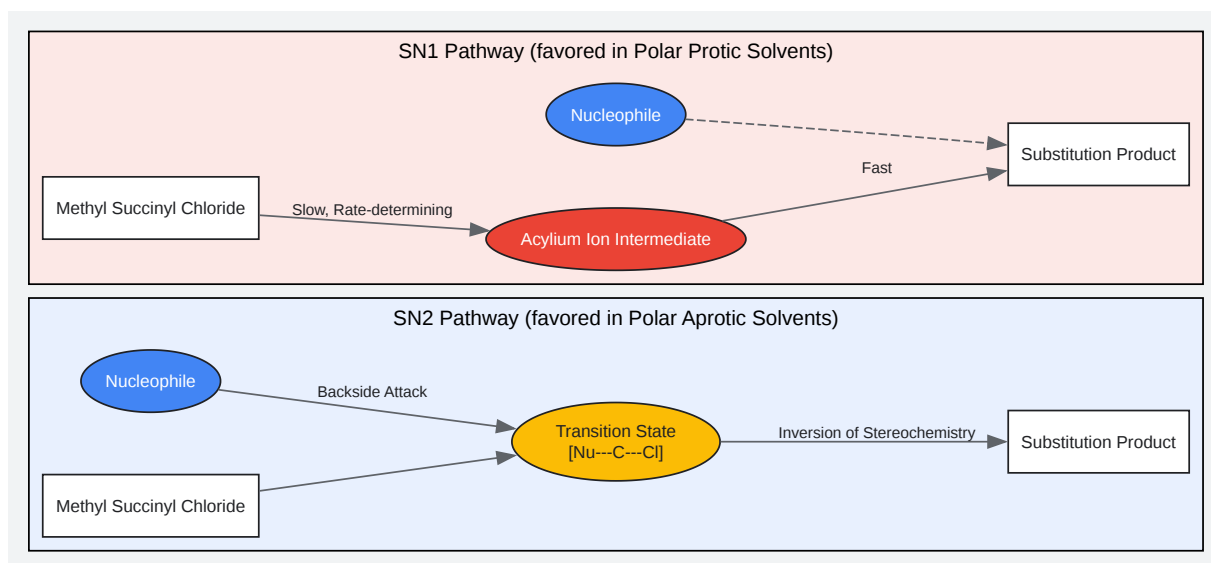 SN1 Pathway (favored in Polar Protic Solvents)
Nucleophile
Substitution Product
Fast
Methyl Succinyl Chloride
Slow, Rate-determining
Acylium Ion Intermediate
SN2 Pathway (favored in Polar Aprotic Solvents)
Nucleophile
Backside Attack
Transition State
[Nu---C---Cl]
Inversion of Stereochemistry
Substitution Product
Methyl Succinyl Chloride